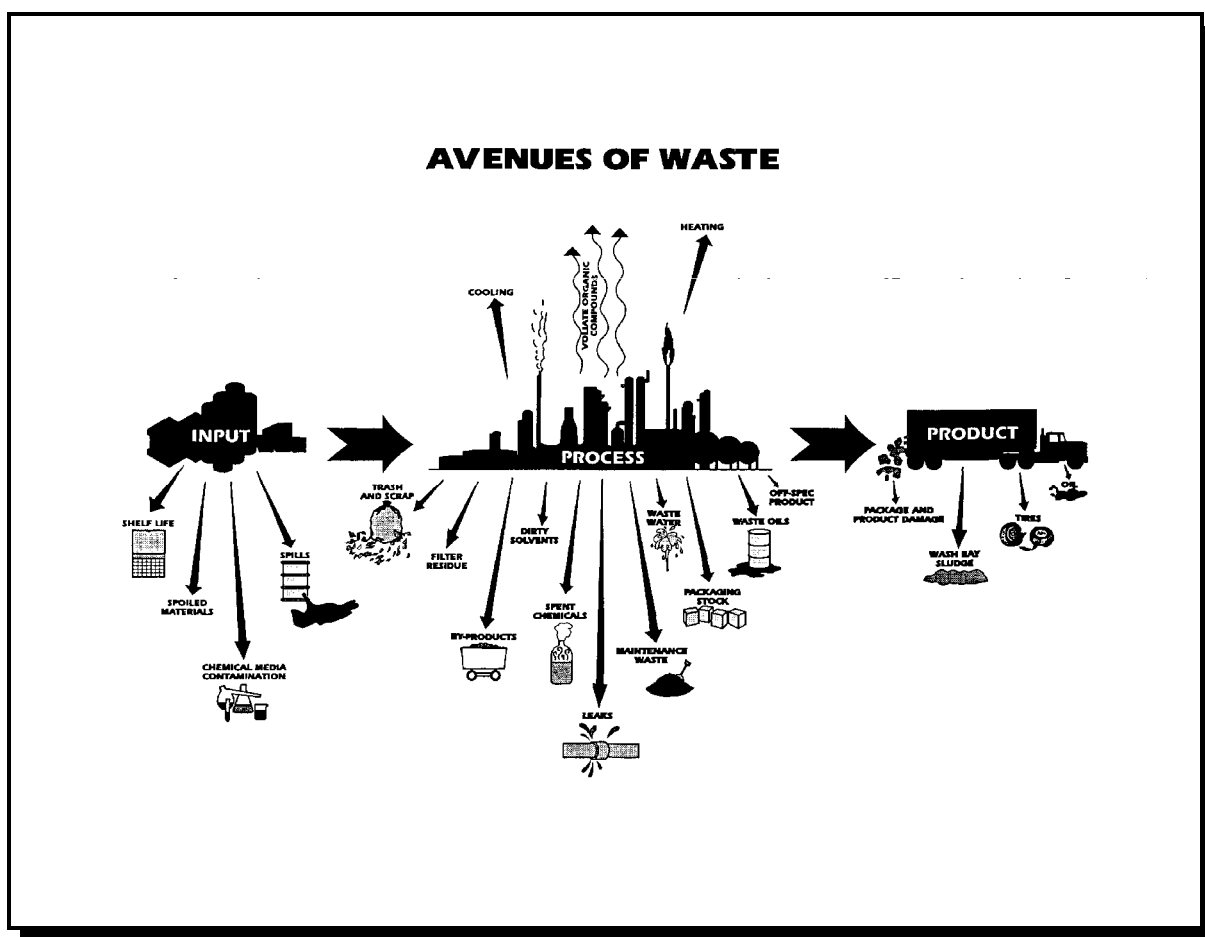 AVENUES OF WASTE
HEATING
COOLING
VOLIATE ORGANIC
COMPOUNDS
INPUT
PROCESS
PRODUCT
SHELF LIFE
SPOILED
MATERIALS
CHEMICAL MEDIA
CONTAMINATION
SPILLS
TRASH
AND SCRAP
FILTER
RESIDUE
BY-PRODUCTS
DIRTY
SOLVENTS
SPENT
CHEMICALS
LEAKS
MAINTENANCE
WASTE
WASTE
WATER
PACKAGING
STOCK
WASTE OILS
OFF-SPEC
PRODUCT
PACKAGE AND
PRODUCT DAMAGE
WASH BAY
SLUDGE
TIRES
OIL